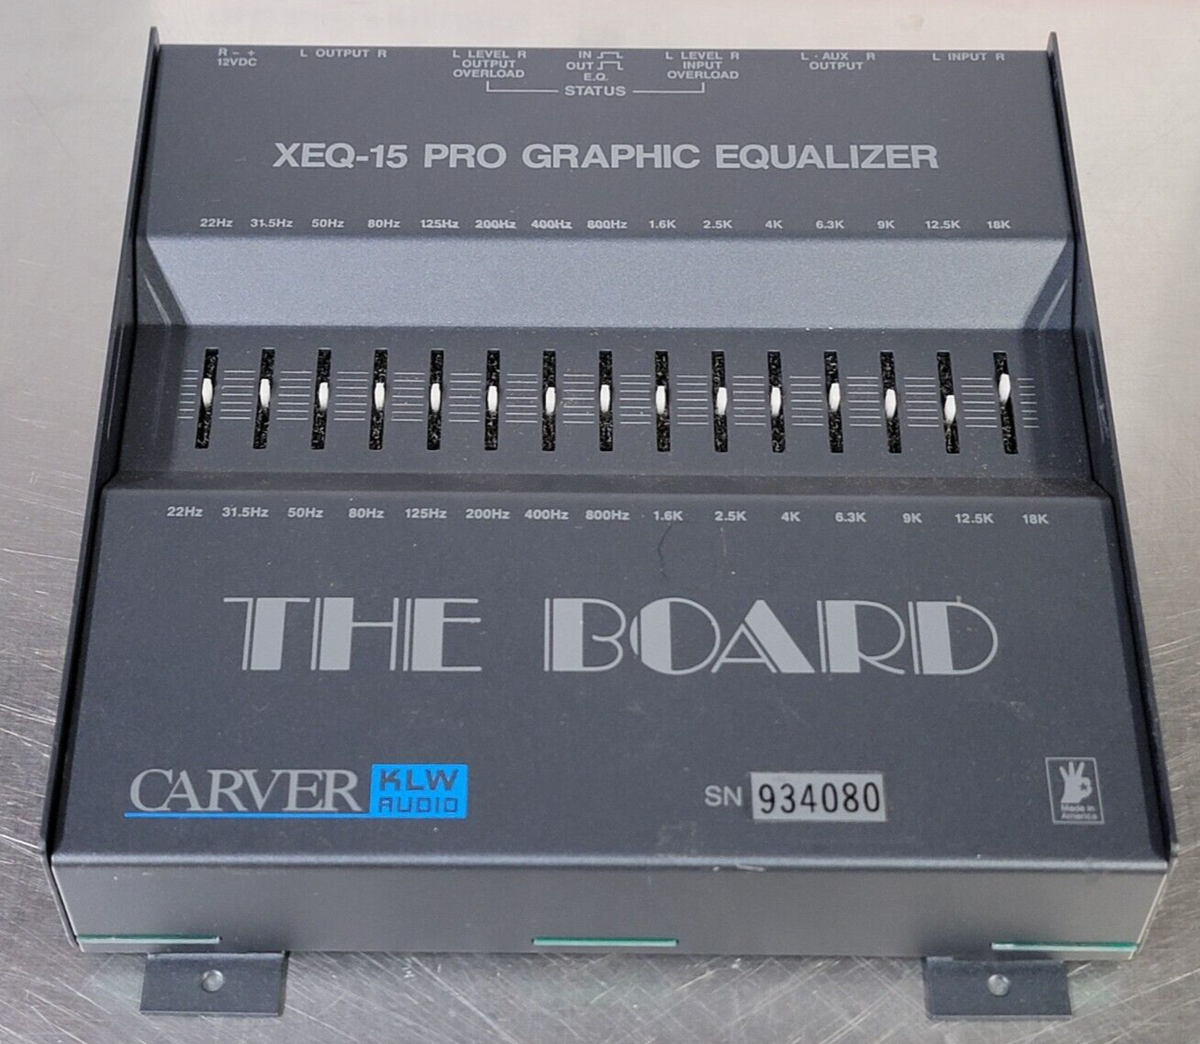 R - +
12VDC
L OUTPUT R
L LEVEL R
OUTPUT
OVERLOAD
IN
OUT
E.Q.
L LEVEL R
INPUT
OVERLOAD
STATUS
L - AUX R
OUTPUT
L INPUT R
XEQ-15 PRO GRAPHIC EQUALIZER
22Hz 31.5Hz 50Hz 80Hz 125Hz 200Hz 400Hz 800Hz 1.6K 2.5K 4K 6.3K 9K 12.5K 18K
22Hz 31.5Hz 50Hz 80Hz 125Hz 200Hz 400Hz 800Hz 1.6K 2.5K 4K 6.3K 9K 12.5K 18K
THE BOARD
CARVER KLW
AUDIO
SN 934080
Made in
America